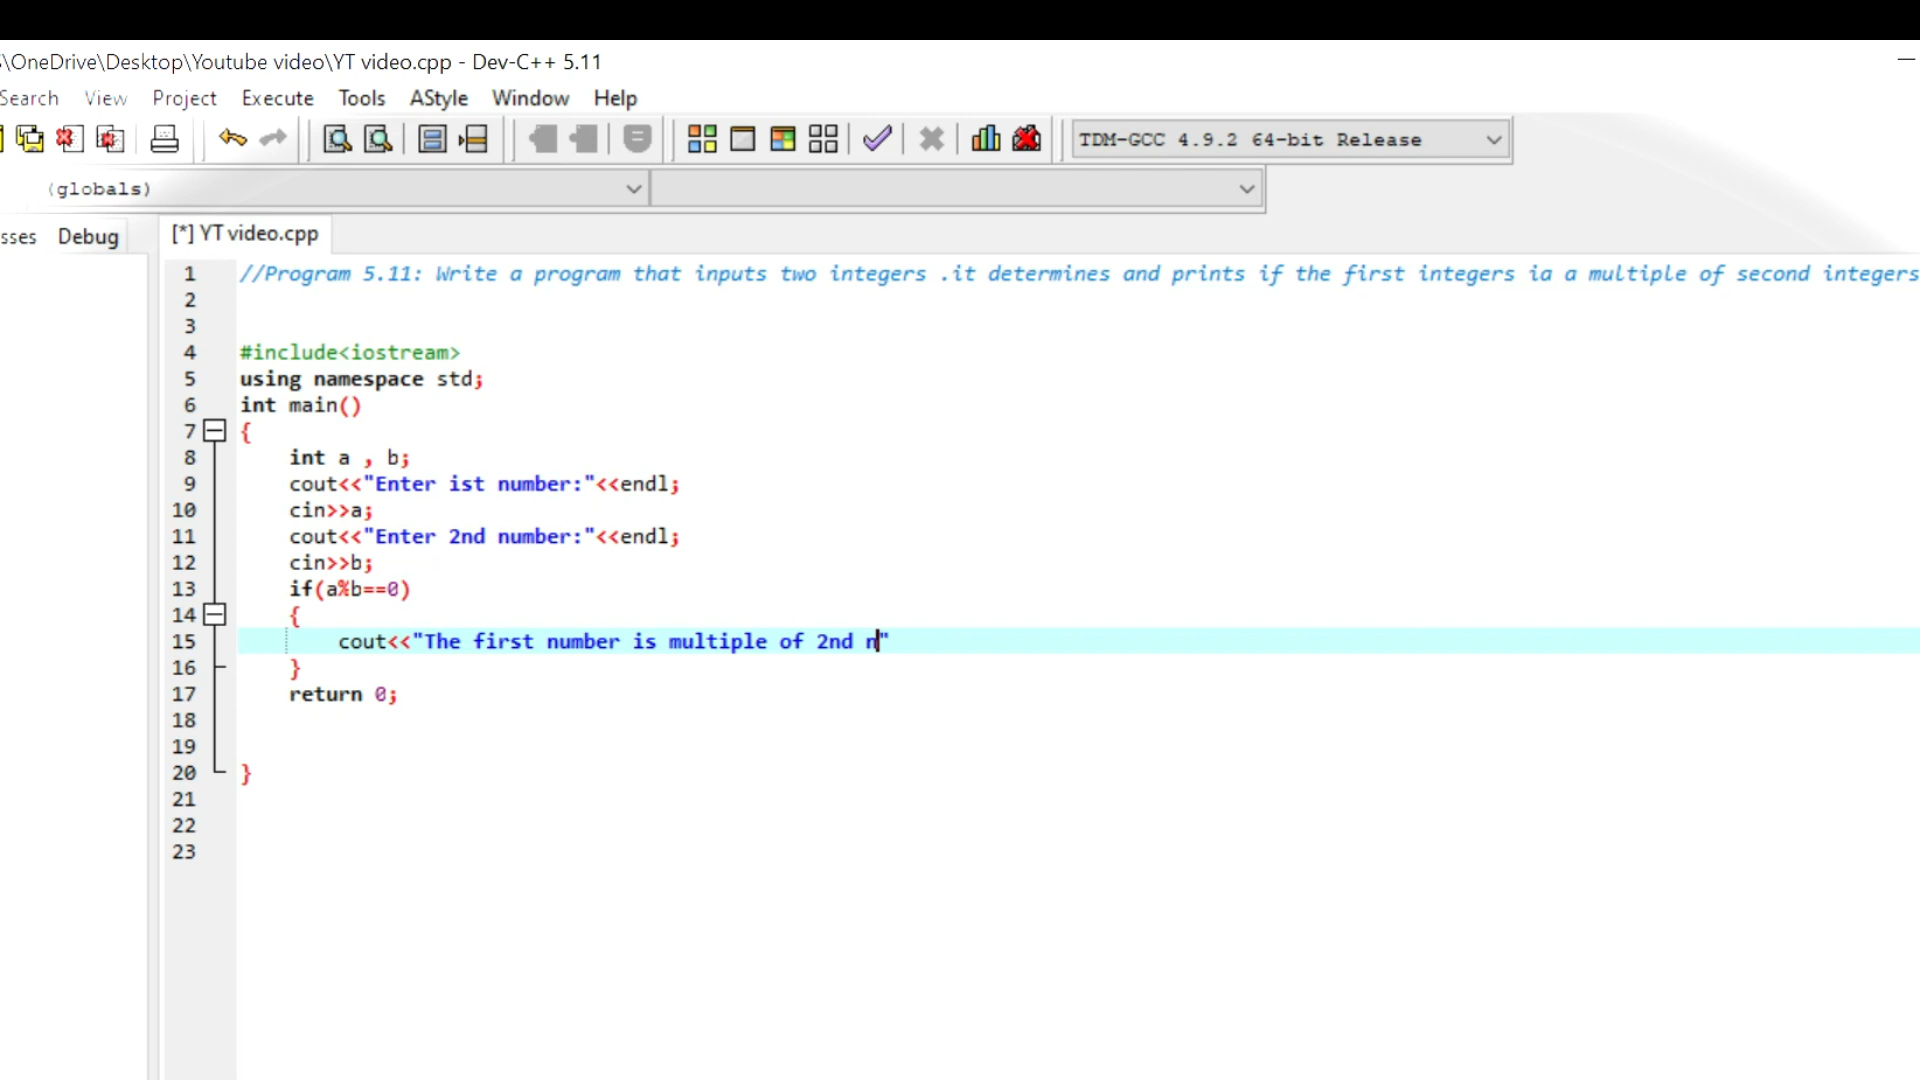 \OneDrive\Desktop\Youtube video\YT video.cpp - Dev-C++ 5.11
Search View Project Execute Tools AStyle Window Help
TDM-GCC 4.9.2 64-bit Release
(globals)
sses Debug [*] YT video.cpp
1 //Program 5.11: Write a program that inputs two integers .it determines and prints if the first integers ia a multiple of second integers
2
3
4 #include<iostream>
5 using namespace std;
6 int main()
7 {
8 int a , b;
9 cout<<"Enter ist number:"<<endl;
10 cin>>a;
11 cout<<"Enter 2nd number:"<<endl;
12 cin>>b;
13 if(a%b==0)
14 {
15 cout<<"The first number is multiple of 2nd n"
16 }
17 return 0;
18
19
20 }
21
22
23